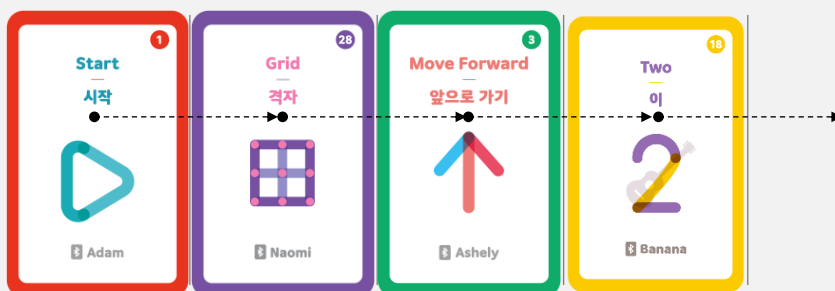 1
Start
시작
Adam
28
Grid
격자
Naomi
3
Move Forward
앞으로 가기
Ashely
18
Two
이
2
Banana